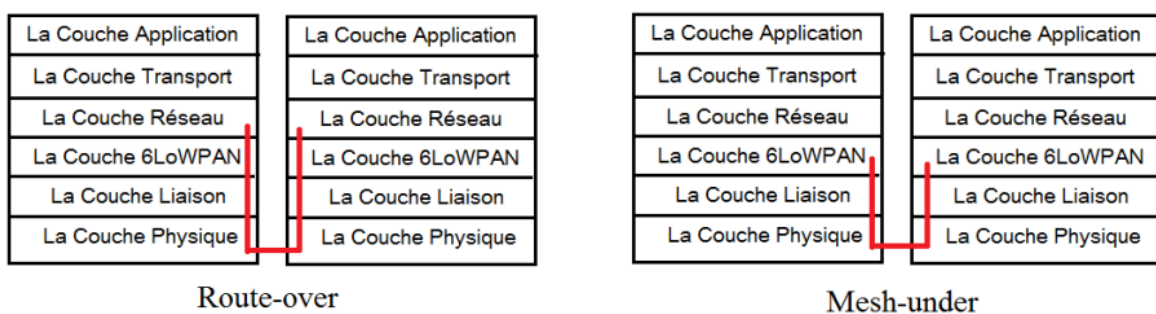 La Couche Application
La Couche Transport
La Couche Réseau
La Couche 6LoWPAN
La Couche Liaison
La Couche Physique
La Couche Application
La Couche Transport
La Couche Réseau
La Couche 6LoWPAN
La Couche Liaison
La Couche Physique
Route-over
La Couche Application
La Couche Transport
La Couche Réseau
La Couche 6LoWPAN
La Couche Liaison
La Couche Physique
La Couche Application
La Couche Transport
La Couche Réseau
La Couche 6LoWPAN
La Couche Liaison
La Couche Physique
Mesh-under